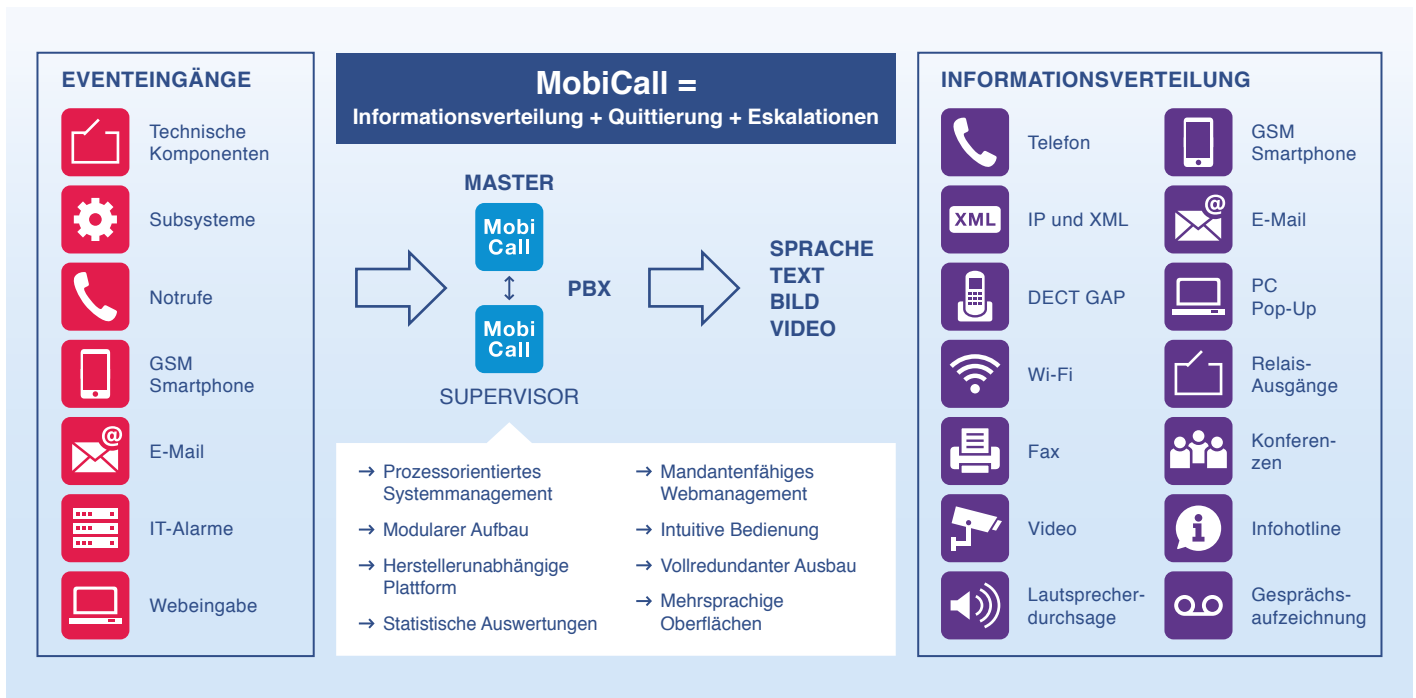 EVENTEINGÄNGE
Technische
Komponenten
Subsysteme
Notrufe
GSM
Smartphone
@
E-Mail
IT-Alarme
Webeingabe
MobiCall =
Informationsverteilung + Quittierung + Eskalationen
MASTER
Mobi
Call
PBX
Mobi
Call
SUPERVISOR
SPRACHE
TEXT
BILD
VIDEO
→ Prozessorientiertes
Systemmanagement
→ Modularer Aufbau
→ Herstellerunabhängige
Plattform
→ Statistische Auswertungen
→ Mandantenfähiges
Webmanagement
→ Intuitive Bedienung
→ Vollredundanter Ausbau
→ Mehrsprachige
Oberflächen
INFORMATIONSVERTEILUNG
Telefon
XML
IP und XML
DECT GAP
Wi-Fi
Fax
Video
Lautsprecher-
durchsage
GSM
Smartphone
@
E-Mail
PC
Pop-Up
Relais-
Ausgänge
Konferen-
zen
i
Infohotline
Gesprächs-
aufzeichnung